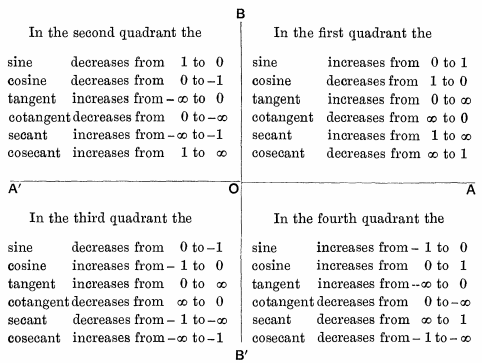 B
In the second quadrant the
sine decreases from 1 to 0
cosine decreases from 0 to -1
tangent increases from -∞ to 0
cotangent decreases from 0 to -∞
secant increases from -∞ to -1
cosecant increases from 1 to ∞
In the first quadrant the
sine increases from 0 to 1
cosine decreases from 1 to 0
tangent increases from 0 to ∞
cotangent decreases from ∞ to 0
secant increases from 1 to ∞
cosecant decreases from ∞ to 1
A′ O A
In the third quadrant the
sine decreases from 0 to -1
cosine increases from -1 to 0
tangent increases from 0 to ∞
cotangent decreases from ∞ to 0
secant decreases from -1 to -∞
cosecant increases from -∞ to -1
In the fourth quadrant the
sine increases from -1 to 0
cosine increases from 0 to 1
tangent increases from -∞ to 0
cotangent decreases from 0 to -∞
secant decreases from ∞ to 1
cosecant decreases from -1 to -∞
B′